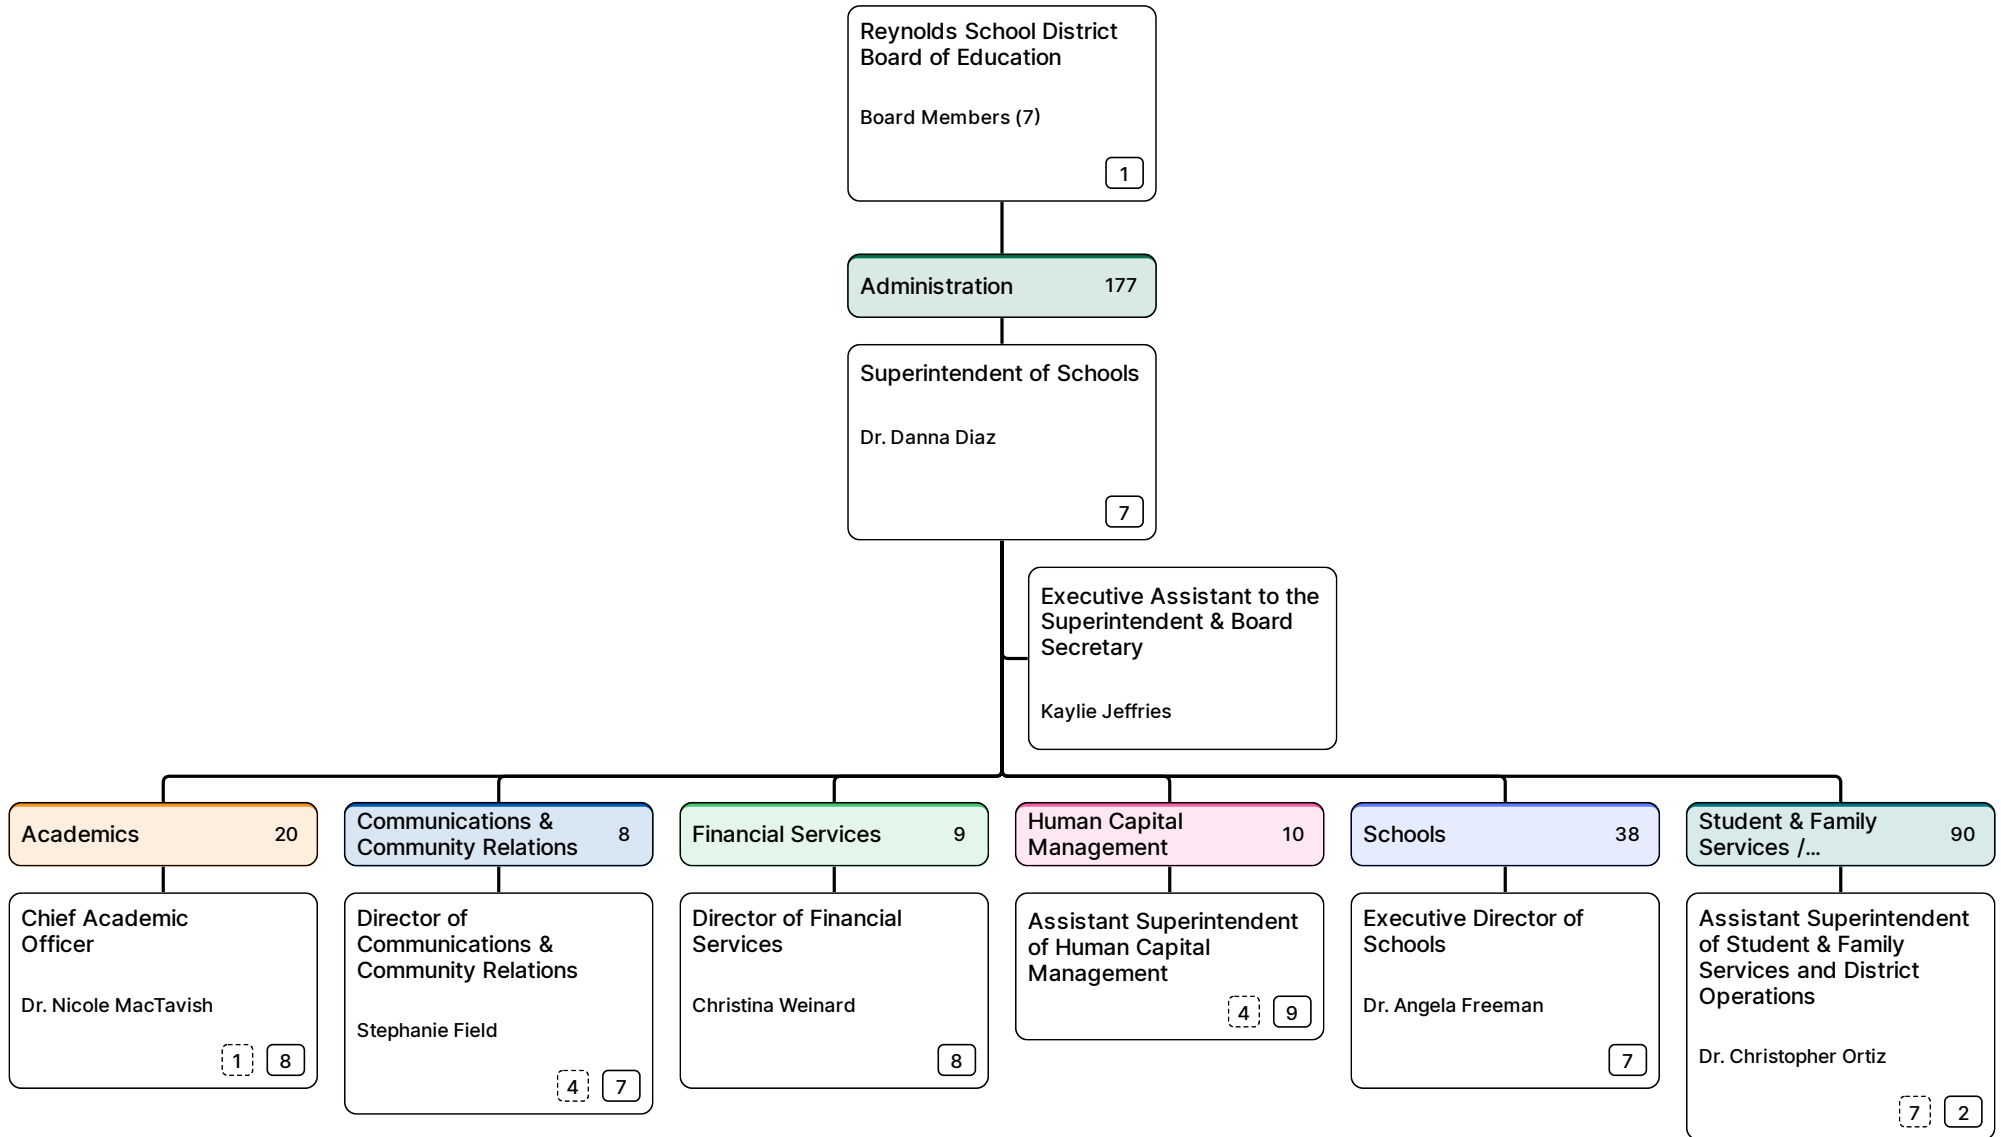 Reynolds School District
Board of Education
Board Members (7)
1
Administration 177
Superintendent of Schools
Dr. Danna Diaz
7
Executive Assistant to the
Superintendent & Board
Secretary
Kaylie Jeffries
Academics 20
Communications &
Community Relations 8
Financial Services 9
Human Capital
Management 10
Schools 38
Student & Family
Services /... 90
Chief Academic
Officer
Dr. Nicole MacTavish
1 8
Director of
Communications &
Community Relations
Stephanie Field
4 7
Director of Financial
Services
Christina Weinard
8
Assistant Superintendent
of Human Capital
Management
4 9
Executive Director of
Schools
Dr. Angela Freeman
7
Assistant Superintendent
of Student & Family
Services and District
Operations
Dr. Christopher Ortiz
7 2